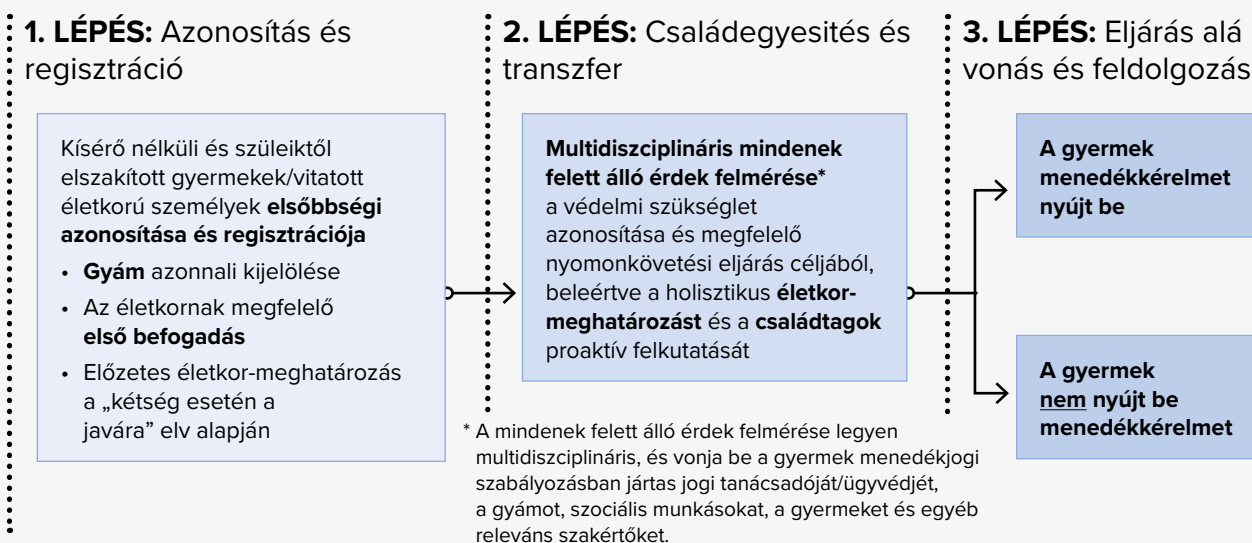 1. LÉPÉS: Azonosítás és
regisztráció
Kísérő nélküli és szüleiktől
elszakított gyermekek/vitatott
életkorú személyek elsőbbségi
azonosítása és regisztrációja
• Gyám azonnali kijelölése
• Az életkornak megfelelő
első befogadás
• Előzetes életkor-meghatározás
a „kétség esetén a
javára” elv alapján
2. LÉPÉS: Családegyesités és
transzfer
Multidiszciplináris mindenek
felett álló érdek felmérése*
a védelmi szükséglet
azonosítása és megfelelő
nyomonkövetési eljárás céljából,
beleértve a holisztikus életkor-
meghatározást és a családtagok
proaktív felkutatását
* A mindenek felett álló érdek felmérése legyen
multidiszciplináris, és vonja be a gyermek menedékjogi
szabályozásban jártas jogi tanácsadóját/ügyvédjét,
a gyámot, szociális munkásokat, a gyermeket és egyéb
releváns szakértőket.
3. LÉPÉS: Eljárás alá
vonás és feldolgozás
A gyermek
menedékkérelmet
nyújt be
A gyermek
nem nyújt be
menedékkérelmet